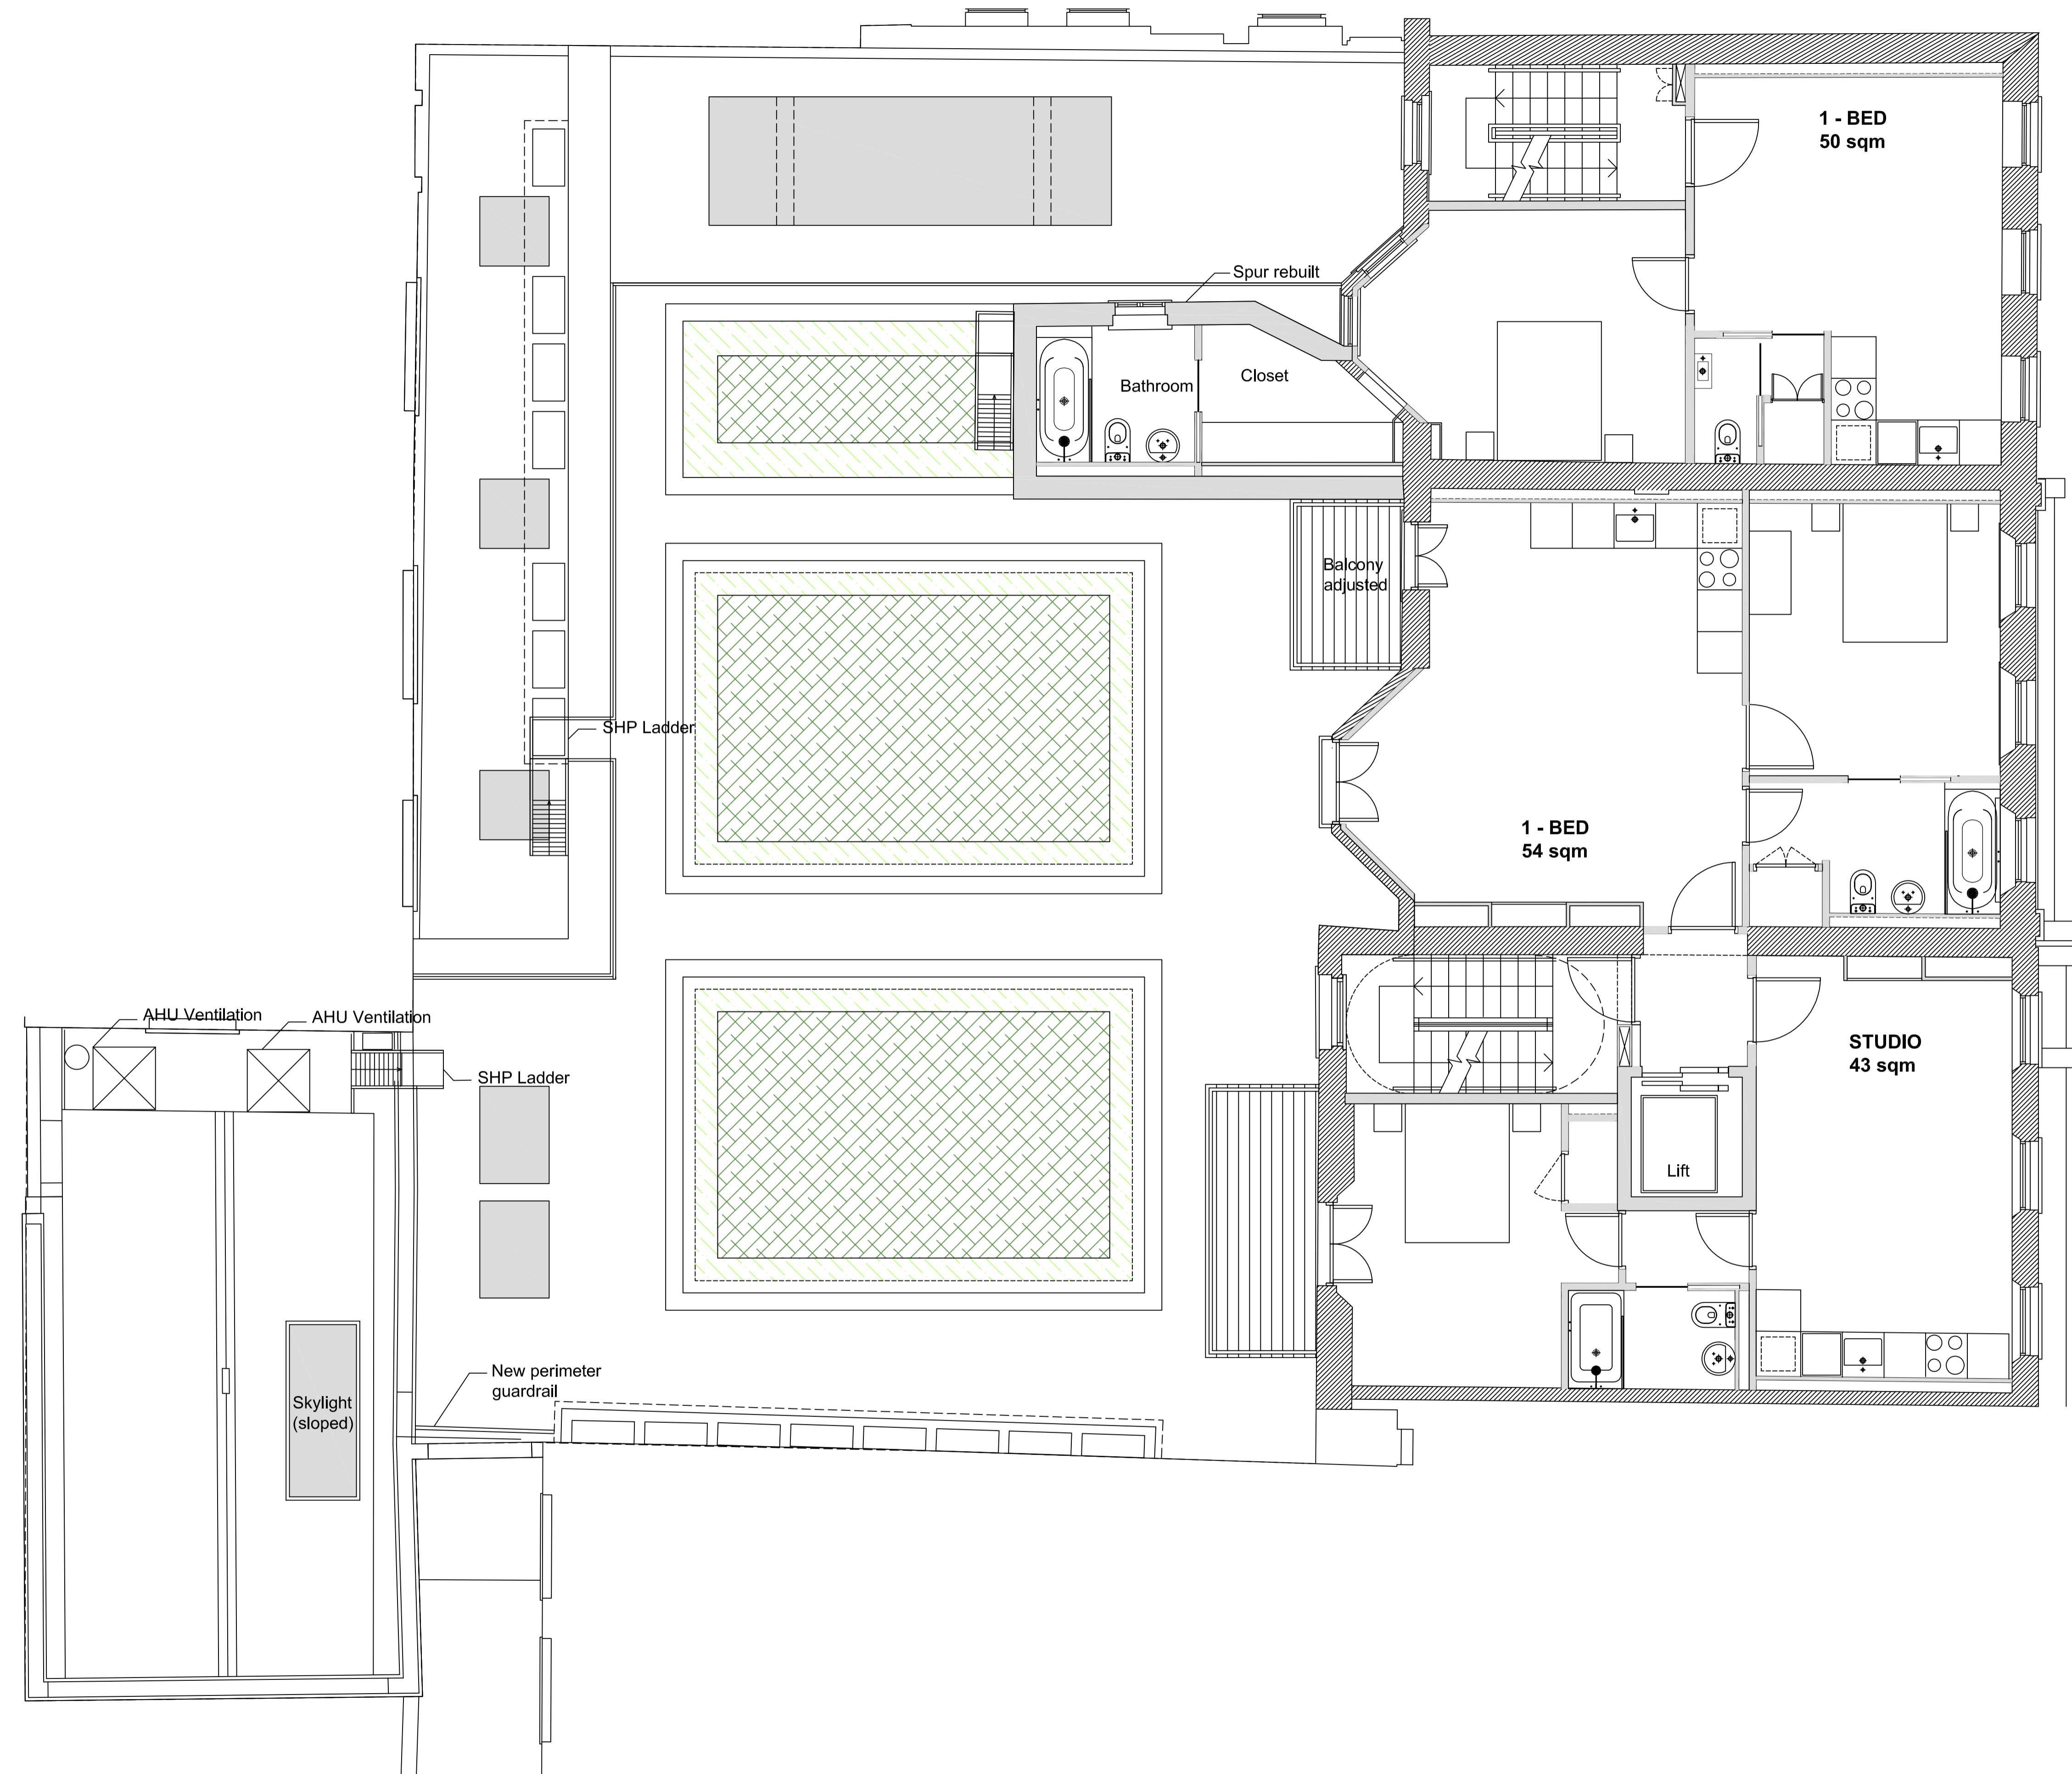 1 - BED
50 sqm
Spur rebuilt
Bathroom
Closet
Balcony
adjusted
SHP Ladder
1 - BED
54 sqm
AHU Ventilation
AHU Ventilation
STUDIO
43 sqm
SHP Ladder
Lift
New perimeter
guardrail
Skylight
(sloped)